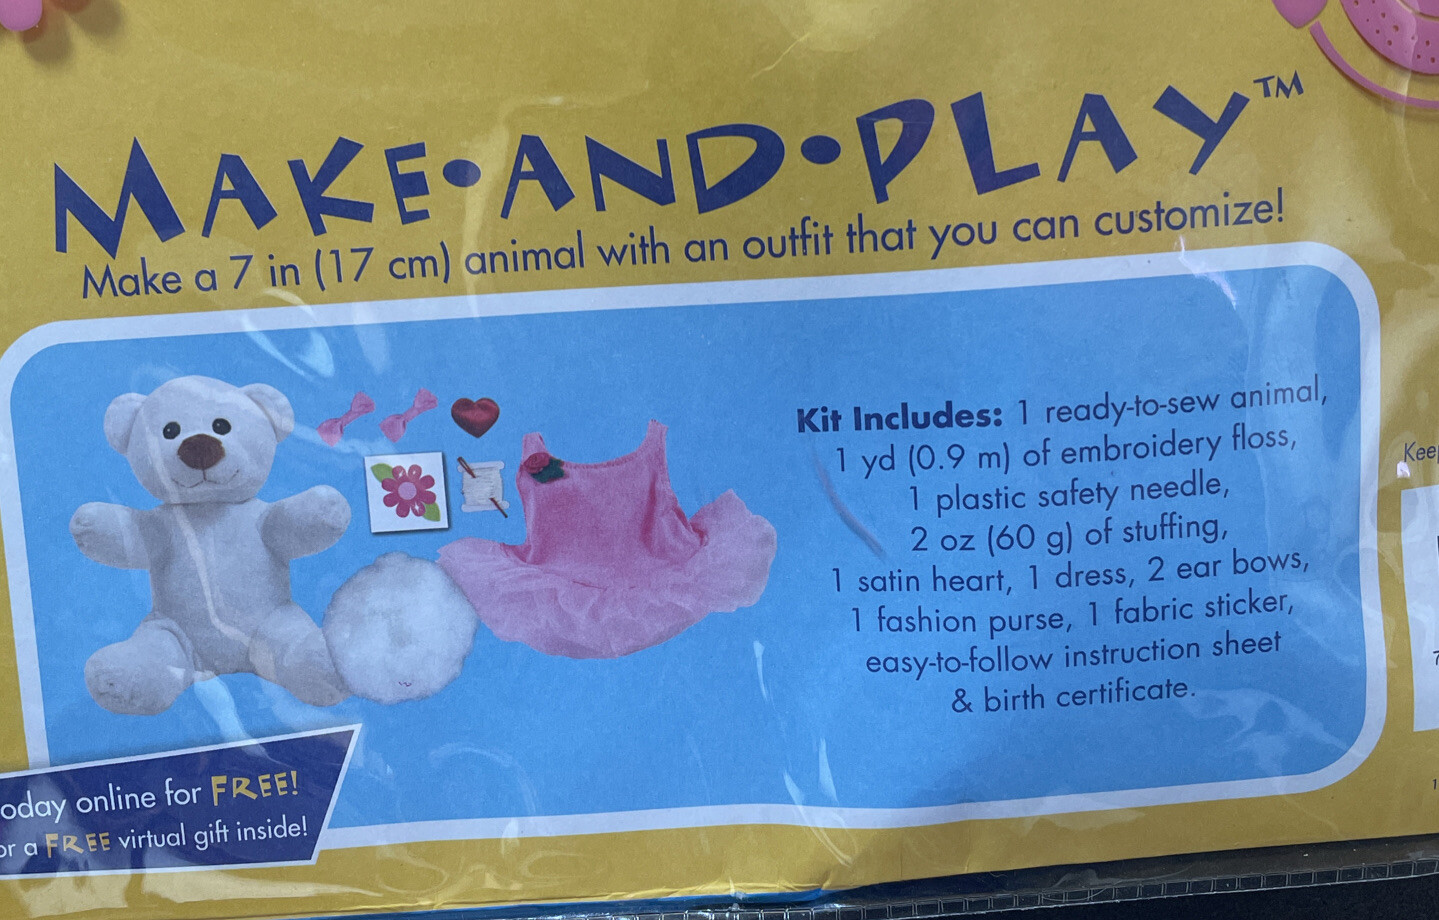 MAKE•AND•PLAY™
Make a 7 in (17 cm) animal with an outfit that you can customize!
Kit Includes: 1 ready-to-sew animal,
1 yd (0.9 m) of embroidery floss,
1 plastic safety needle,
2 oz (60 g) of stuffing,
1 satin heart, 1 dress, 2 ear bows,
1 fashion purse, 1 fabric sticker,
easy-to-follow instruction sheet
& birth certificate.
online for FREE!
a FREE virtual gift inside!